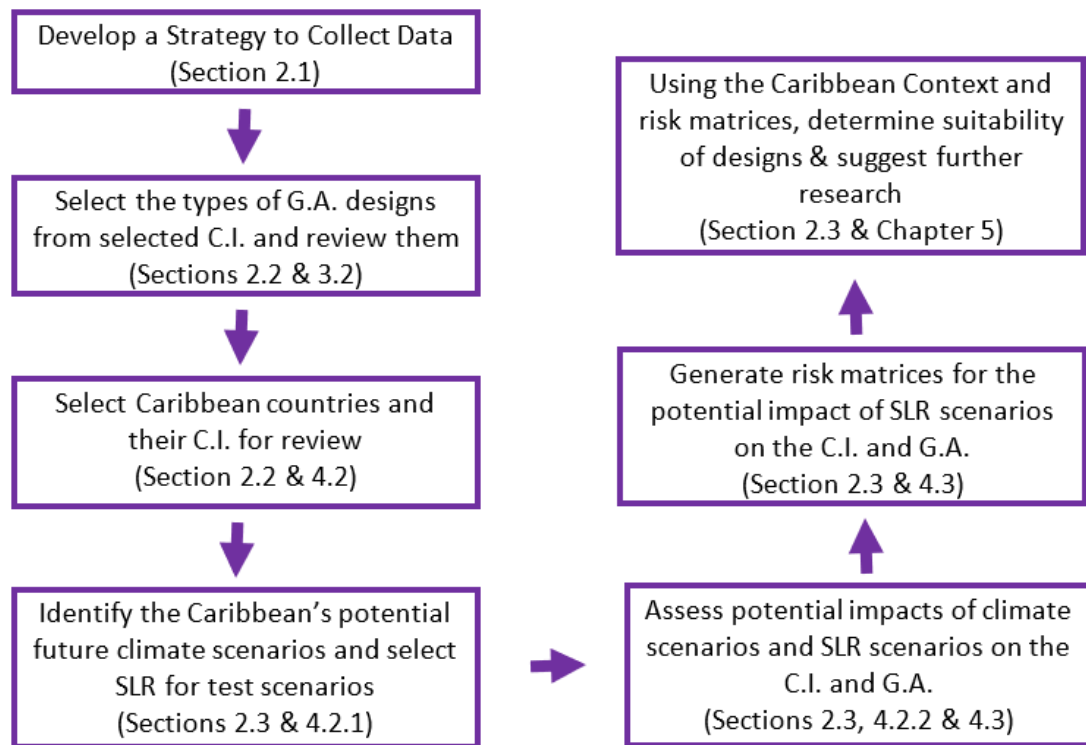 Develop a Strategy to Collect Data
(Section 2.1)
Select the types of G.A. designs
from selected C.I. and review them
(Sections 2.2 & 3.2)
Select Caribbean countries and
their C.I. for review
(Section 2.2 & 4.2)
Identify the Caribbean’s potential
future climate scenarios and select
SLR for test scenarios
(Sections 2.3 & 4.2.1)
Assess potential impacts of climate
scenarios and SLR scenarios on the
C.I. and G.A.
(Sections 2.3, 4.2.2 & 4.3)
Generate risk matrices for the
potential impact of SLR scenarios
on the C.I. and G.A.
(Section 2.3 & 4.3)
Using the Caribbean Context and
risk matrices, determine suitability
of designs & suggest further
research
(Section 2.3 & Chapter 5)